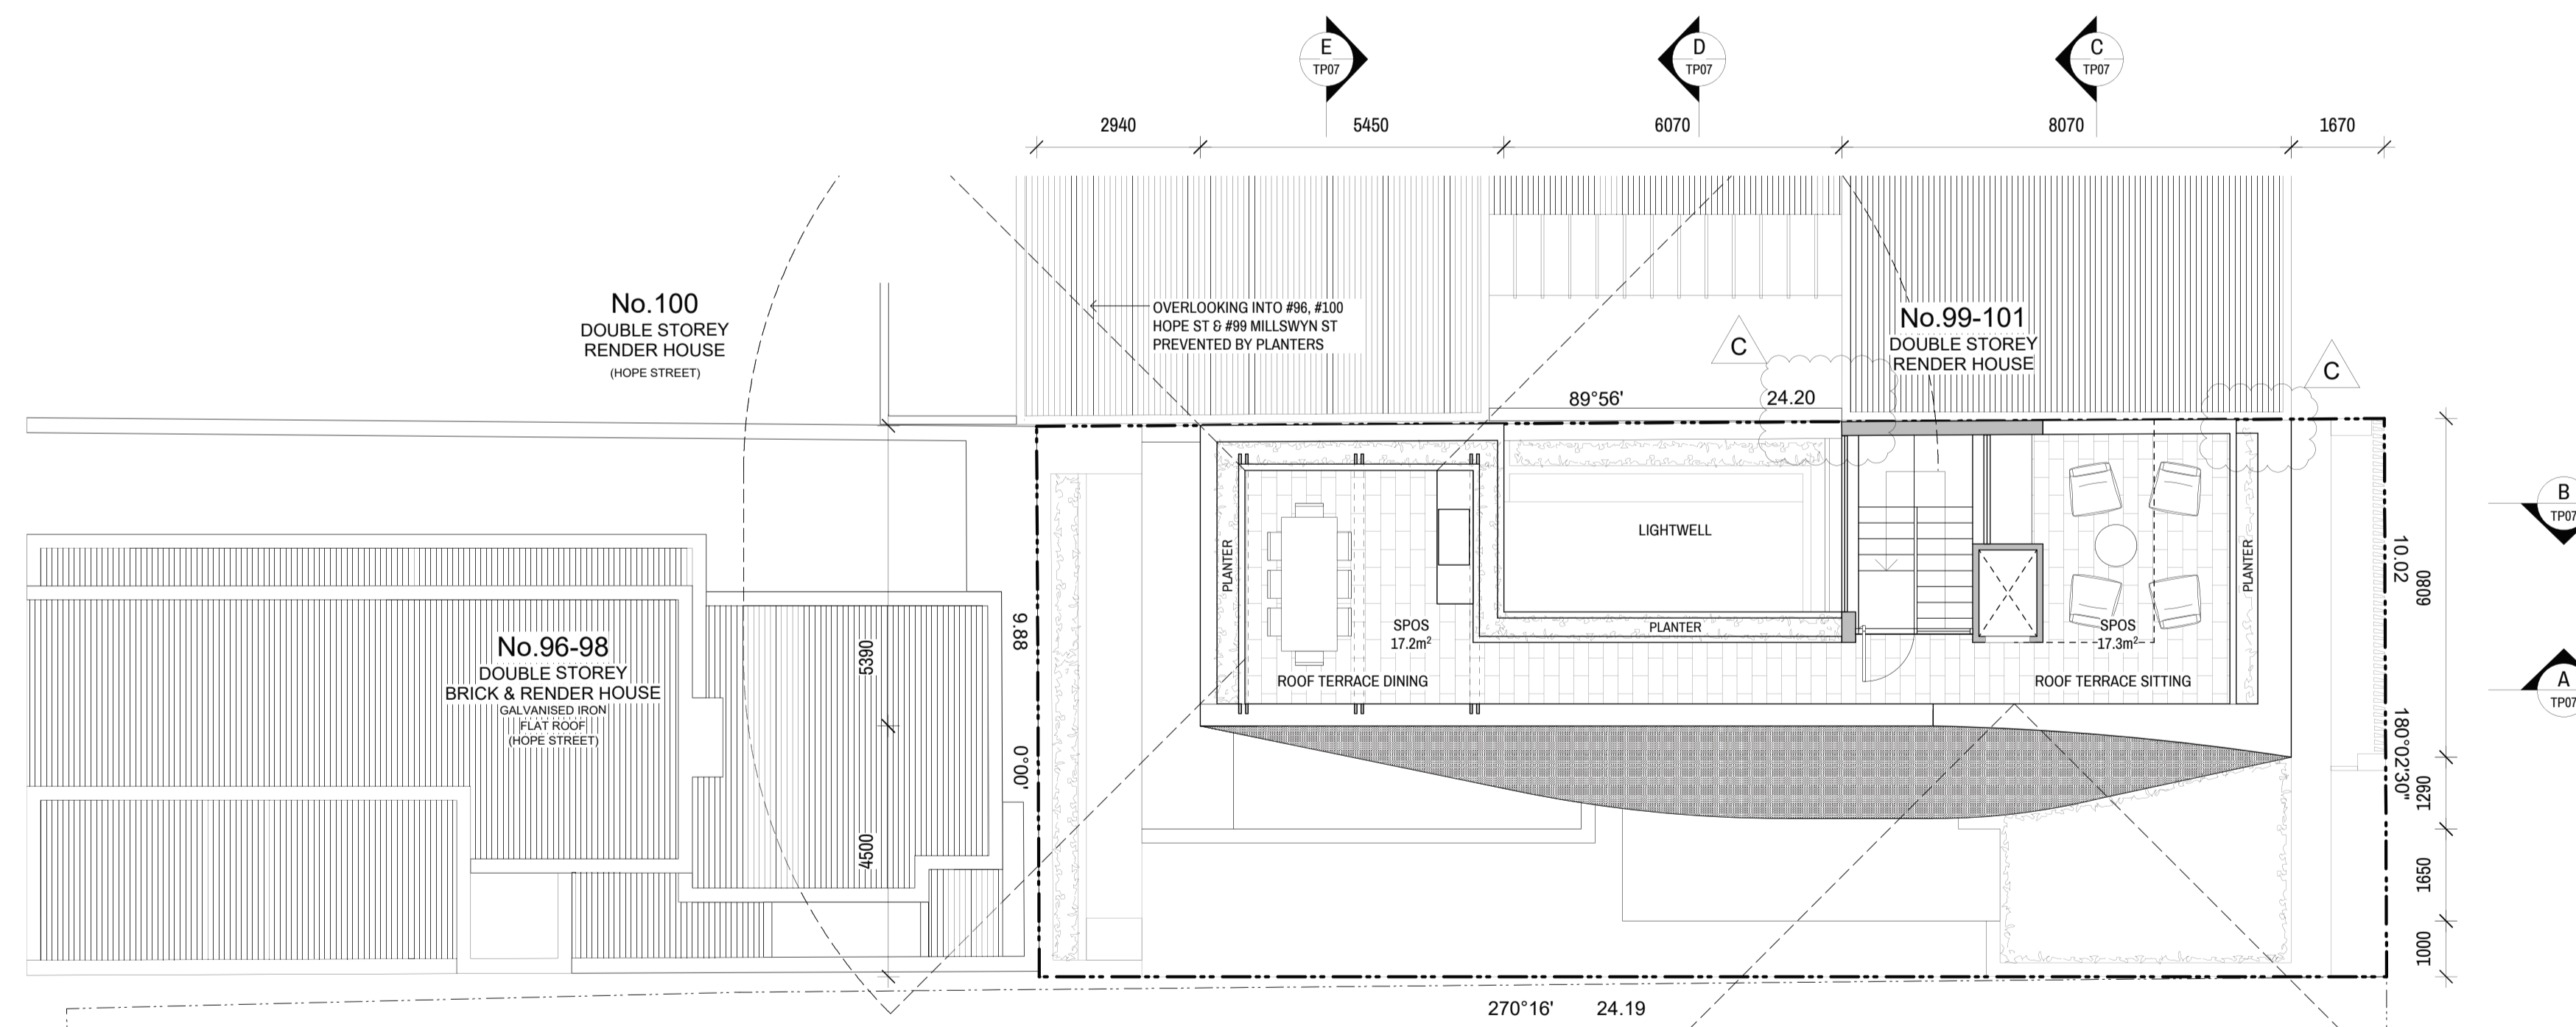 E
TP07
D
TP07
C
TP07
2940
5450
6070
8070
1670
No.100
DOUBLE STOREY
RENDER HOUSE
(HOPE STREET)
OVERLOOKING INTO #96, #100
HOPE ST & #99 MILLSWYN ST
PREVENTED BY PLANTERS
C
No.99-101
DOUBLE STOREY
RENDER HOUSE
C
89°56'
24.20
B
TP07
LIGHTWELL
PLANTER
PLANTER
10.02
6080
9.88
No.96-98
DOUBLE STOREY
BRICK & RENDER HOUSE
GALVANISED IRON
FLAT ROOF
(HOPE STREET)
5390
SPOS
17.2m²
PLANTER
SPOS
17.3m²
ROOF TERRACE DINING
ROOF TERRACE SITTING
A
TP07
0°00'
180°02'30"
1290
4500
1650
1000
270°16'
24.19